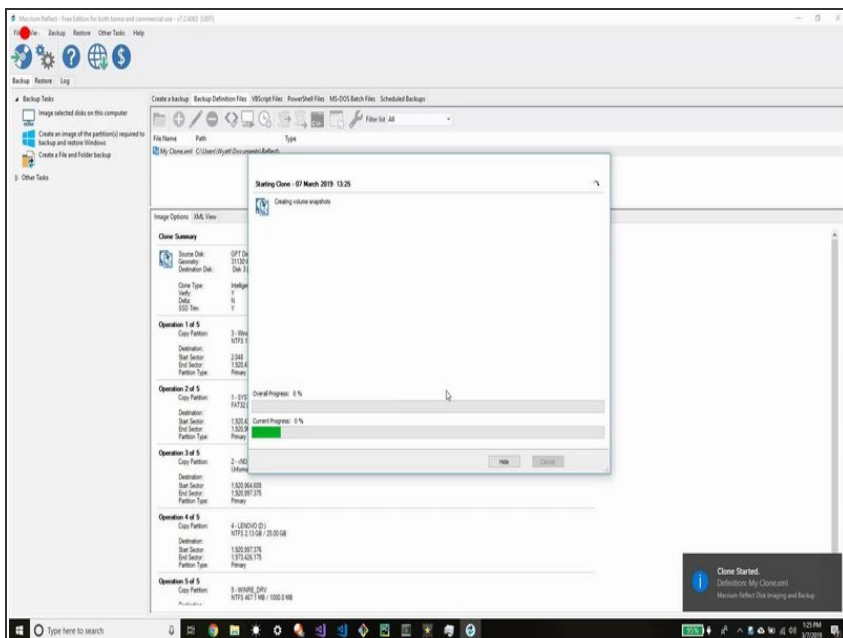 Macrium Reflect - Free Edition for both home and commercial use - v7.2.4063 [UEFI]
View Backup Restore Other Tasks Help
Backup Restore Log
Backup Tasks
Image selected disks on this computer
Create an image of the partition(s) required to
backup and restore Windows
Create a File and Folder backup
Other Tasks
Create a backup Backup Definition Files VBScript Files PowerShell Files MS-DOS Batch Files Scheduled Backups
Filter list: All
File Name Path Type
My Clone.xml C:\Users\Wyatt\Documents\Reflect\
Starting Clone - 07 March 2019 13:25
Creating volume snapshots
Overall Progress: 0 %
Current Progress: 0 %
Hide Cancel
Image Options XML View
Clone Summary
Source Disk: GPT
Geometry:
Destination Disk: Disk 3
Clone Type:
Verify: Y
Delta: N
SSD Trim: Y
Operation 1 of 5
Copy Partition:
NTFS
Destination:
Start Sector: 2,048
End Sector:
Partition Type: Primary
Operation 2 of 5
Copy Partition: 1 - SYS
FAT32
Destination:
Start Sector:
End Sector:
Partition Type: Primary
Operation 3 of 5
Copy Partition:
Destination:
Start Sector: 1,920,964,608
End Sector: 1,920,997,375
Partition Type: Primary
Operation 4 of 5
Copy Partition: 4 - LENOVO (D:)
NTFS 2.13 GB / 25.00 GB
Destination:
Start Sector: 1,920,997,376
End Sector: 1,973,426,175
Partition Type: Primary
Operation 5 of 5
Copy Partition: 5 - WINRE_DRV
NTFS 467.1 MB / 1000.0 MB
Clone Started.
Definition: My Clone.xml
Macrium Reflect Disk Imaging and Backup
Type here to search
95%
3:25 PM
3/7/2019